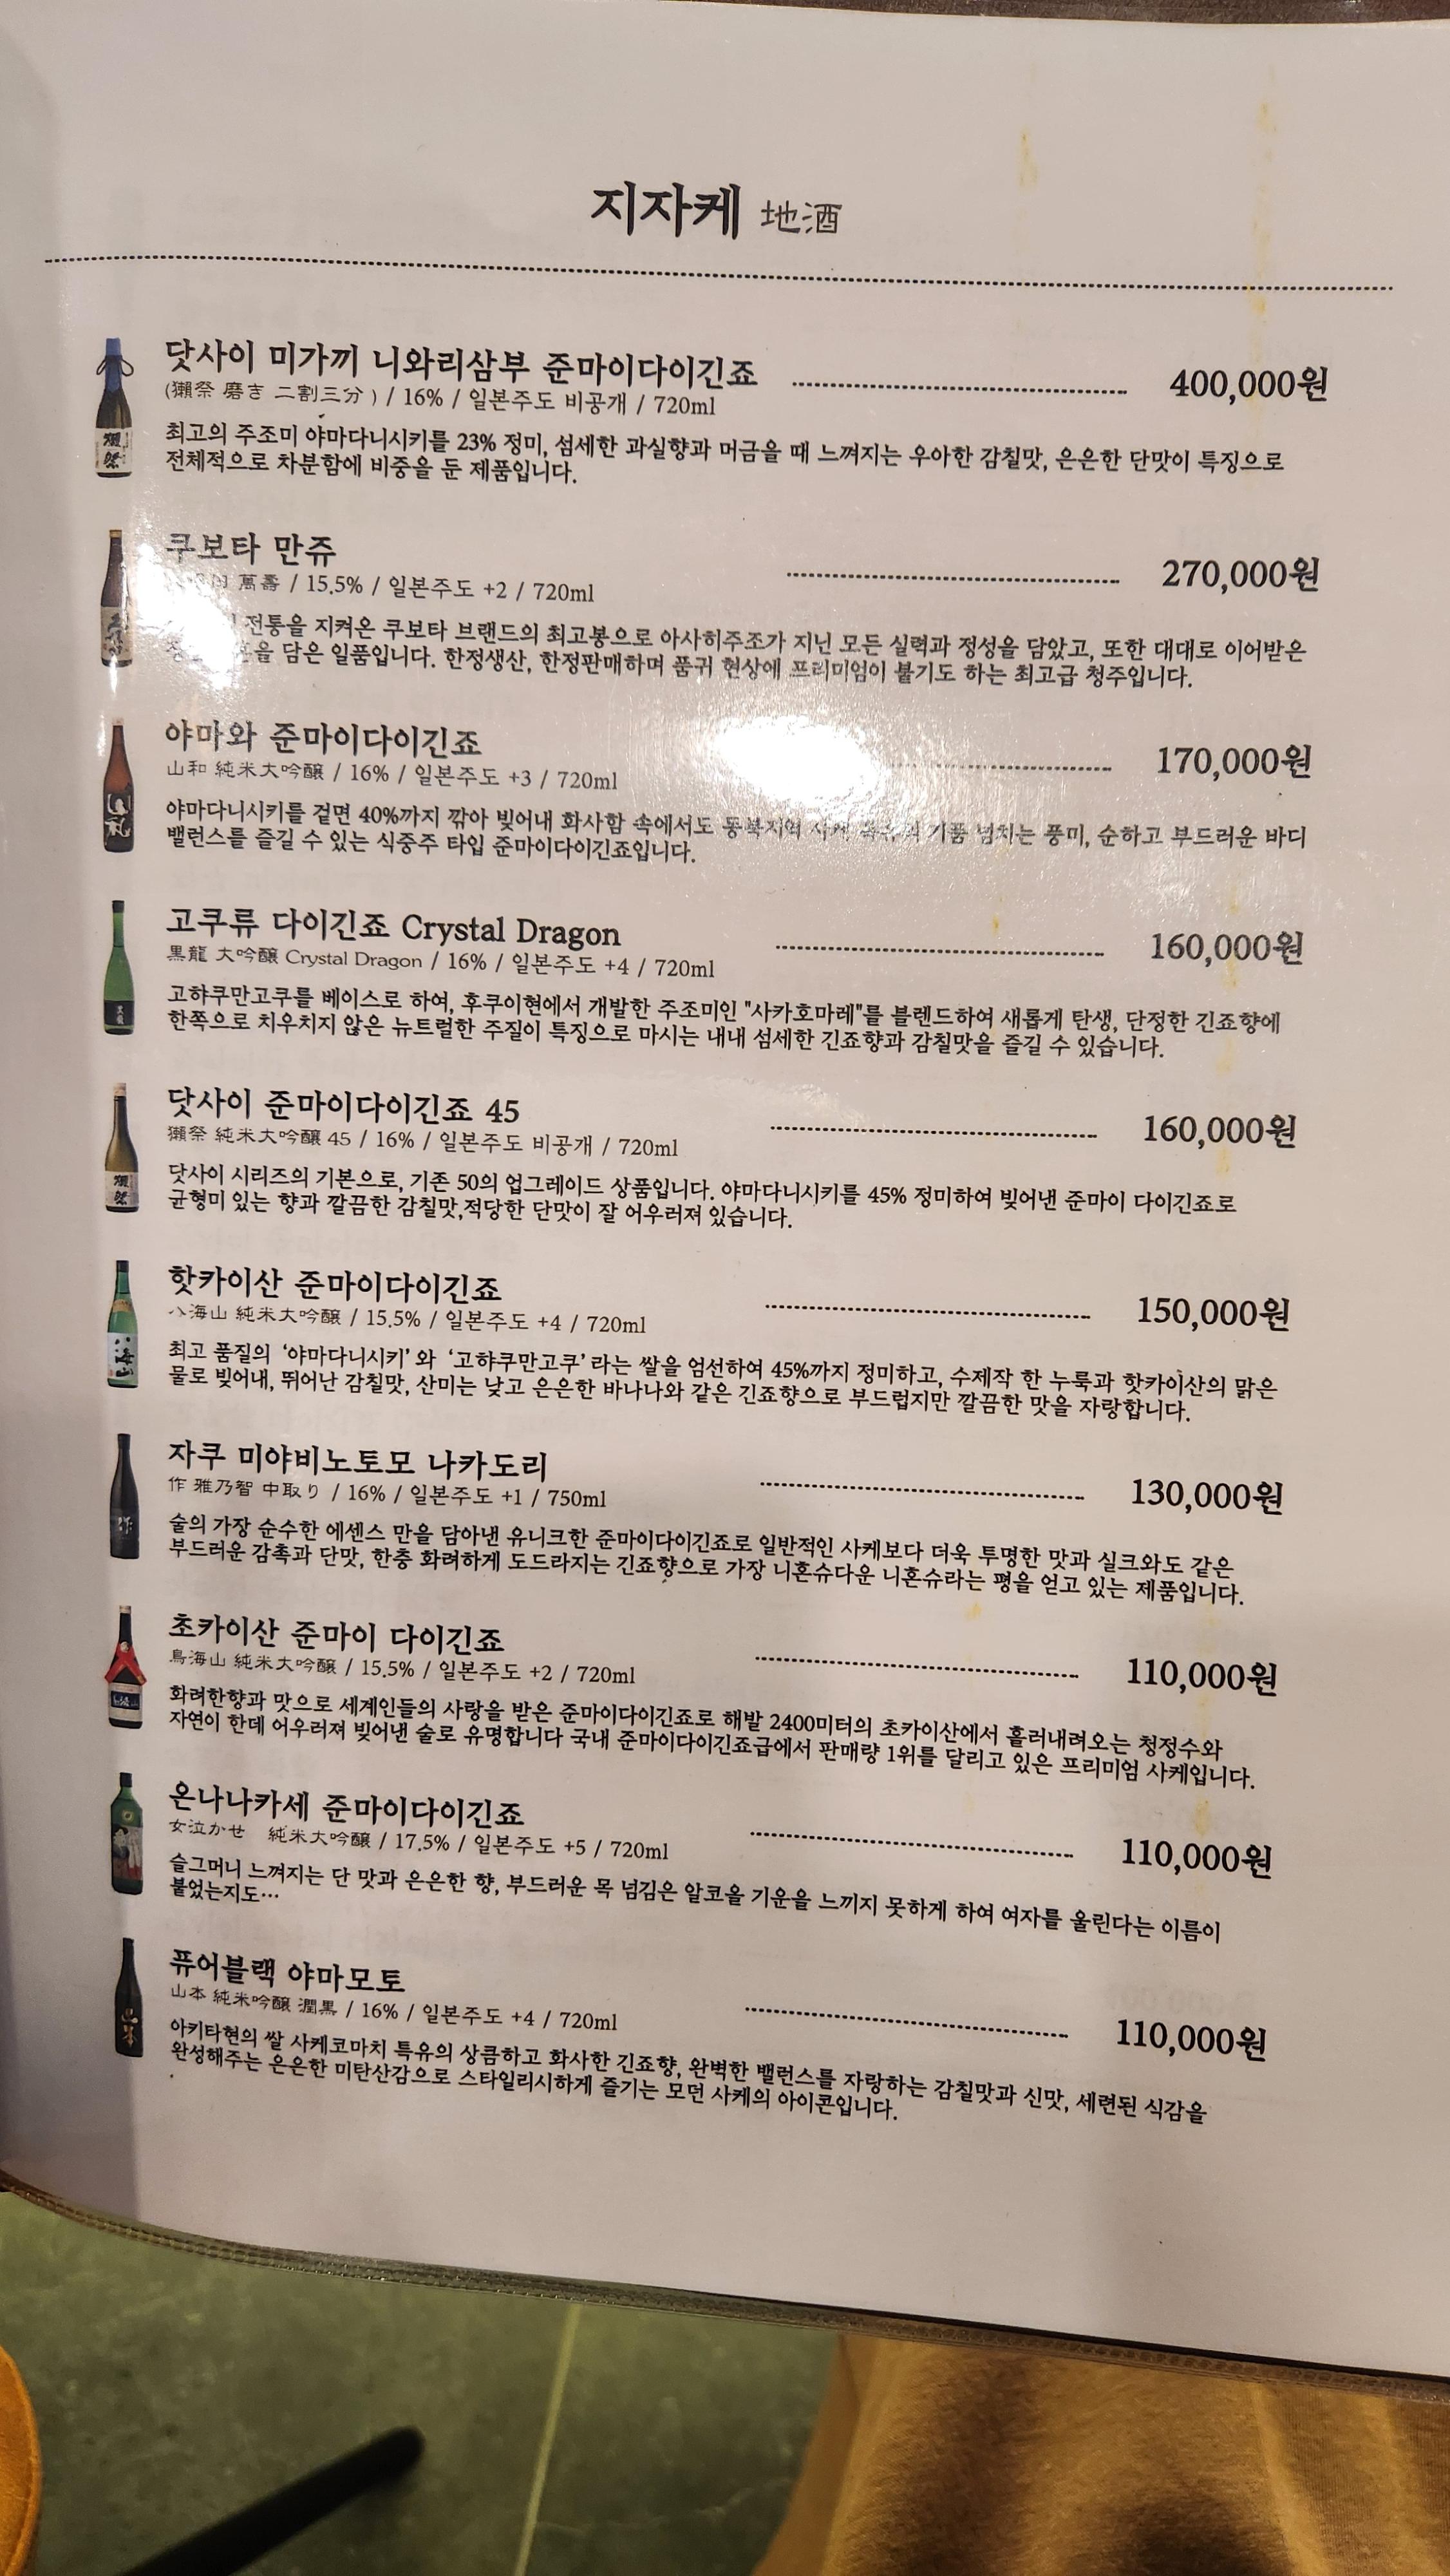 지자케 地酒
닷사이 미가끼 니와리삼부 준마이다이긴죠 400,000원
(獺祭 磨き 二割三分 ) / 16% / 일본주도 비공개 / 720ml
최고의 주조미 야마다니시키를 23% 정미, 섬세한 과실향과 머금을 때 느껴지는 우아한 감칠맛, 은은한 단맛이 특징으로
전체적으로 차분함에 비중을 둔 제품입니다.
쿠보타 만쥬 270,000원
萬壽 / 15.5% / 일본주도 +2 / 720ml
전통을 지켜온 쿠보타 브랜드의 최고봉으로 아사히주조가 지닌 모든 실력과 정성을 담았고, 또한 대대로 이어받은
담은 일품입니다. 한정생산, 한정판매하며 품귀 현상에 프리미엄이 붙기도 하는 최고급 청주입니다.
야마와 준마이다이긴죠 170,000원
山和 純米大吟醸 / 16% / 일본주도 +3 / 720ml
야마다니시키를 겉면 40%까지 깎아 빚어내 화사함 속에서도 동북지역 기품 넘치는 풍미, 순하고 부드러운 바디
밸런스를 즐길 수 있는 식중주 타입 준마이다이긴죠입니다.
고쿠류 다이긴죠 Crystal Dragon 160,000원
黒龍 大吟醸 Crystal Dragon / 16% / 일본주도 +4 / 720ml
고햐쿠만고쿠를 베이스로 하여, 후쿠이현에서 개발한 주조미인 "사카호마레"를 블렌드하여 새롭게 탄생, 단정한 긴죠향에
한쪽으로 치우치지 않은 뉴트럴한 주질이 특징으로 마시는 내내 섬세한 긴죠향과 감칠맛을 즐길 수 있습니다.
닷사이 준마이다이긴죠 45 160,000원
獺祭 純米大吟醸 45 / 16% / 일본주도 비공개 / 720ml
닷사이 시리즈의 기본으로, 기존 50의 업그레이드 상품입니다. 야마다니시키를 45% 정미하여 빚어낸 준마이 다이긴죠로
균형미 있는 향과 깔끔한 감칠맛,적당한 단맛이 잘 어우러져 있습니다.
핫카이산 준마이다이긴죠 150,000원
八海山 純米大吟醸 / 15.5% / 일본주도 +4 / 720ml
최고 품질의 ‘야마다니시키’와 ‘고햐쿠만고쿠’라는 쌀을 엄선하여 45%까지 정미하고, 수제작 한 누룩과 핫카이산의 맑은
물로 빚어내, 뛰어난 감칠맛, 산미는 낮고 은은한 바나나와 같은 긴죠향으로 부드럽지만 깔끔한 맛을 자랑합니다.
자쿠 미야비노토모 나카도리 130,000원
作 雅乃智 中取り / 16% / 일본주도 +1 / 750ml
술의 가장 순수한 에센스 만을 담아낸 유니크한 준마이다이긴죠로 일반적인 사케보다 더욱 투명한 맛과 실크와도 같은
부드러운 감촉과 단맛, 한층 화려하게 도드라지는 긴죠향으로 가장 니혼슈다운 니혼슈라는 평을 얻고 있는 제품입니다.
초카이산 준마이 다이긴죠 110,000원
鳥海山 純米大吟醸 / 15.5% / 일본주도 +2 / 720ml
화려한향과 맛으로 세계인들의 사랑을 받은 준마이다이긴죠로 해발 2400미터의 초카이산에서 흘러내려오는 청정수와
자연이 한데 어우러져 빚어낸 술로 유명합니다 국내 준마이다이긴죠급에서 판매량 1위를 달리고 있은 프리미엄 사케입니다.
온나나카세 준마이다이긴죠 110,000원
女泣かせ 純米大吟醸 / 17.5% / 일본주도 +5 / 720ml
슬그머니 느껴지는 단 맛과 은은한 향, 부드러운 목 넘김은 알코올 기운을 느끼지 못하게 하여 여자를 울린다는 이름이
붙었는지도…
퓨어블랙 야마모토 110,000원
山本 純米吟醸 潤黒 / 16% / 일본주도 +4 / 720ml
아키타현의 쌀 사케코마치 특유의 상큼하고 화사한 긴죠향, 완벽한 밸런스를 자랑하는 감칠맛과 신맛, 세련된 식감을
완성해주는 은은한 미탄산감으로 스타일리시하게 즐기는 모던 사케의 아이콘입니다.